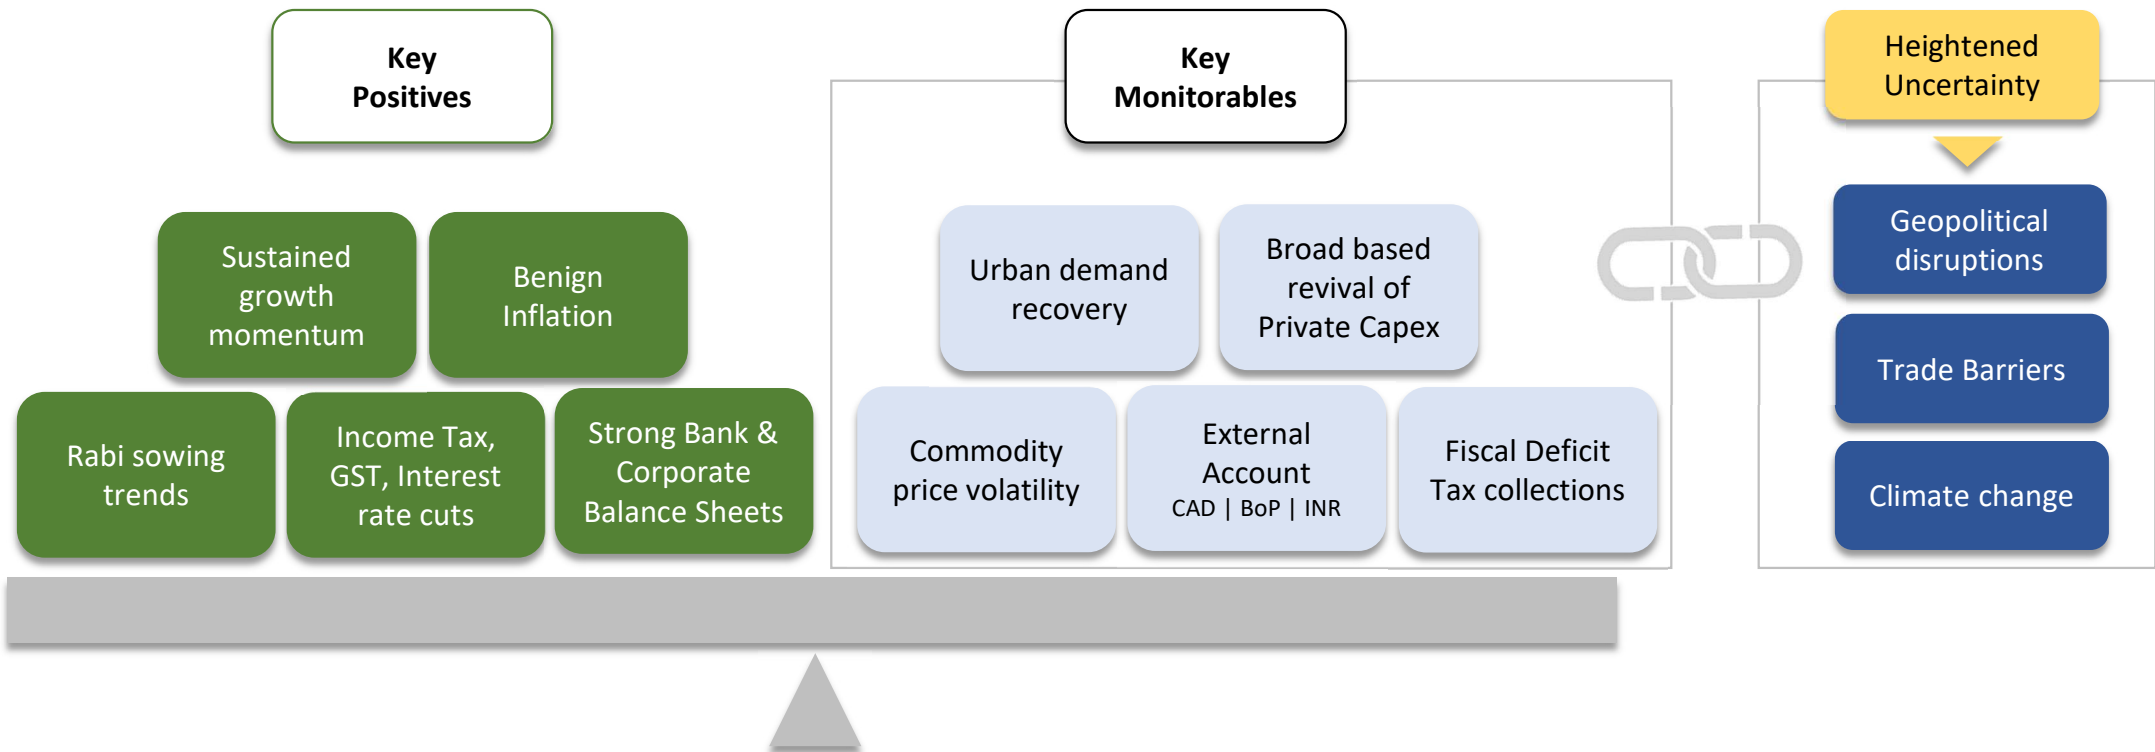 Key
Positives
Sustained
growth
momentum
Benign
Inflation
Rabi sowing
trends
Income Tax,
GST, Interest
rate cuts
Strong Bank &
Corporate
Balance Sheets
Key
Monitorables
Urban demand
recovery
Broad based
revival of
Private Capex
Commodity
price volatility
External
Account
CAD | BoP | INR
Fiscal Deficit
Tax collections
Heightened
Uncertainty
Geopolitical
disruptions
Trade Barriers
Climate change